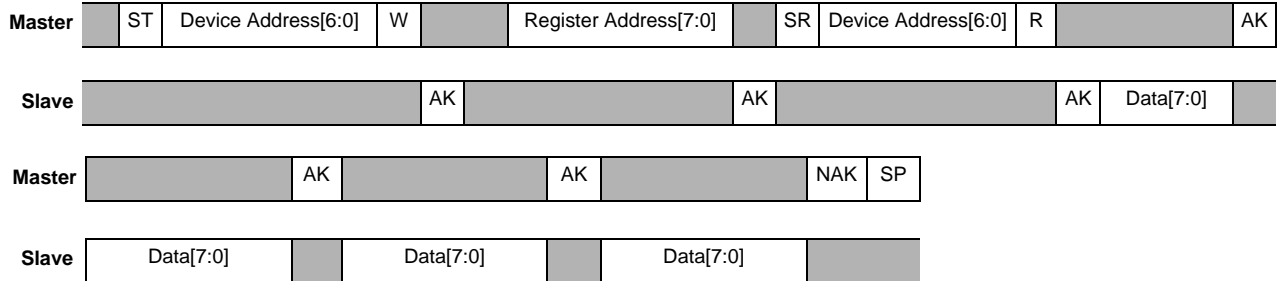 Master ST Device Address[6:0] W Register Address[7:0] SR Device Address[6:0] R AK
Slave AK AK AK Data[7:0]
Master AK AK NAK SP
Slave Data[7:0] Data[7:0] Data[7:0]